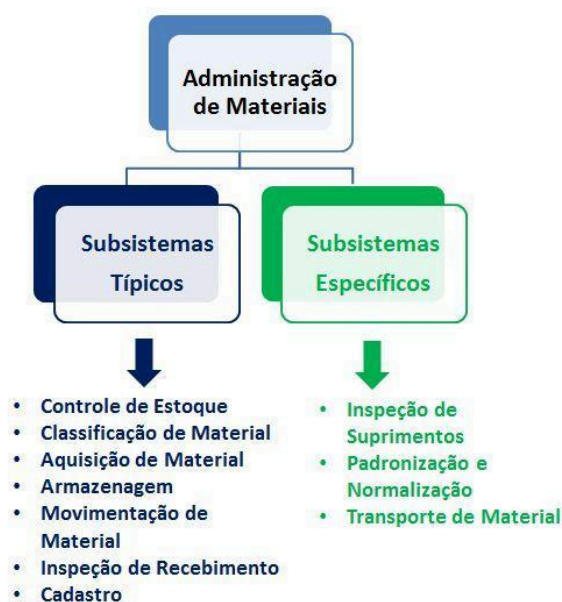 Administração
de Materiais
Subsistemas
Típicos
Subsistemas
Específicos
• Controle de Estoque
• Classificação de Material
• Aquisição de Material
• Armazenagem
• Movimentação de
Material
• Inspeção de Recebimento
• Cadastro
• Inspeção de
Suprimentos
• Padronização e
Normalização
• Transporte de Material